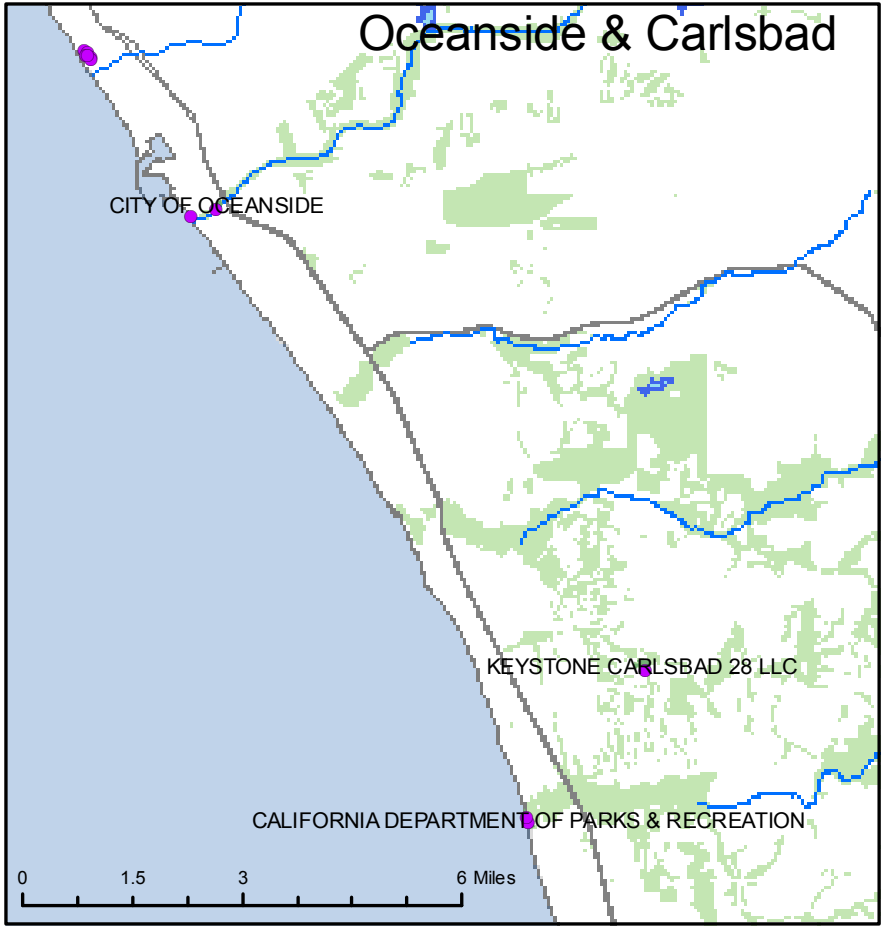 Oceanside & Carlsbad
CITY OF OCEANSIDE
KEYSTONE CARLSBAD 28 LLC
CALIFORNIA DEPARTMENT OF PARKS & RECREATION
0 1.5 3 6 Miles